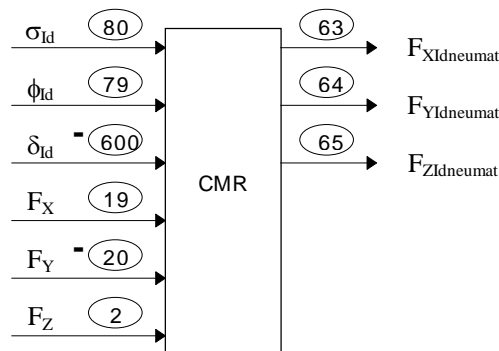 σId 80 63 FXIdneumat
ϕId 79 64 FYIdneumat
δId - 600 65 FZIdneumat
CMR
FX 19
FY - 20
FZ 2